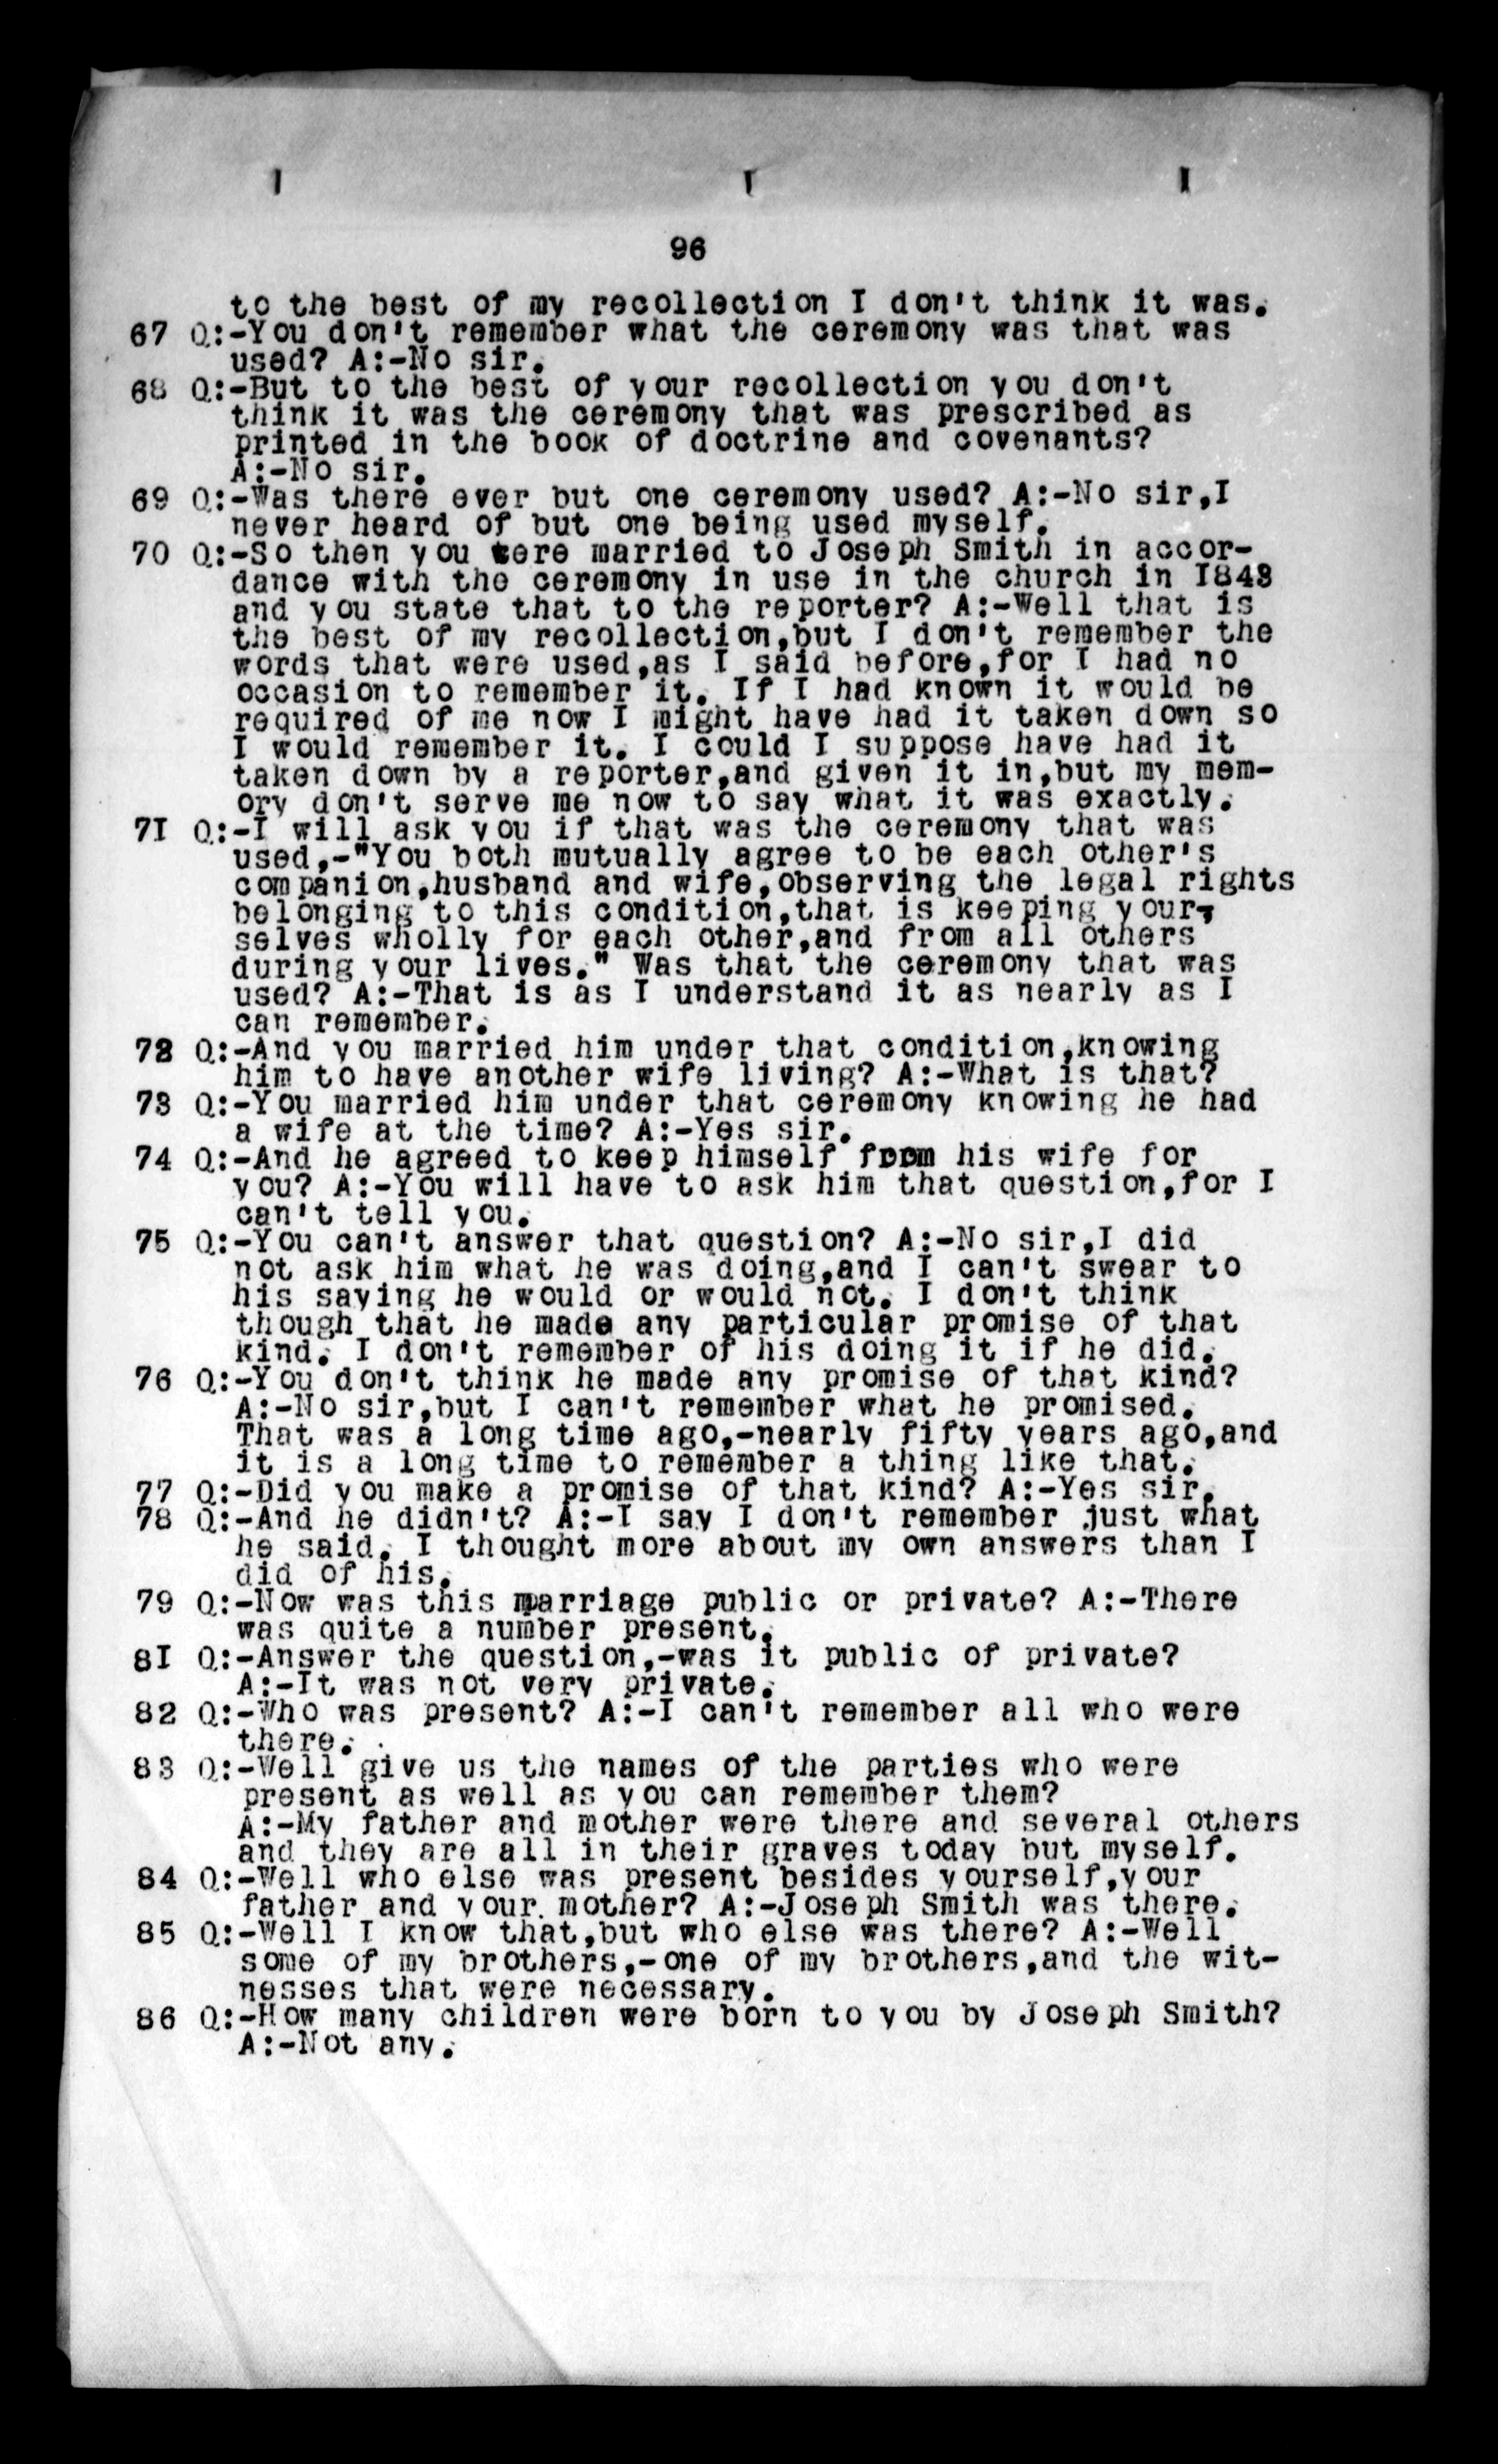 96
to the best of my recollection I don't think it was.
67 Q:-You don't remember what the ceremony was that was
used? A:-No sir.
68 Q:-But to the best of your recollection you don't
think it was the ceremony that was prescribed as
printed in the book of doctrine and covenants?
A:-No sir.
69 Q:-Was there ever but one ceremony used? A:-No sir,I
never heard of but one being used myself.
70 Q:-So then you were married to Joseph Smith in accor-
dance with the ceremony in use in the church in 1843
and you state that to the reporter? A:-Well that is
the best of my recollection,but I don't remember the
words that were used,as I said before,for I had no
occasion to remember it. If I had known it would be
required of me now I might have had it taken down so
I would remember it. I could I suppose have had it
taken down by a reporter,and given it in,but my mem-
ory don't serve me now to say what it was exactly.
71 Q:-I will ask you if that was the ceremony that was
used,-"You both mutually agree to be each other's
companion,husband and wife,observing the legal rights
belonging to this condition,that is keeping your-
selves wholly for each other,and from all others
during your lives." Was that the ceremony that was
used? A:-That is as I understand it as nearly as I
can remember.
72 Q:-And you married him under that condition,knowing
him to have another wife living? A:-What is that?
73 Q:-You married him under that ceremony knowing he had
a wife at the time? A:-Yes sir.
74 Q:-And he agreed to keep himself from his wife for
you? A:-You will have to ask him that question,for I
can't tell you.
75 Q:-You can't answer that question? A:-No sir,I did
not ask him what he was doing,and I can't swear to
his saying he would or would not. I don't think
though that he made any particular promise of that
kind. I don't remember of his doing it if he did.
76 Q:-You don't think he made any promise of that kind?
A:-No sir,but I can't remember what he promised.
That was a long time ago,-nearly fifty years ago,and
it is a long time to remember a thing like that.
77 Q:-Did you make a promise of that kind? A:-Yes sir.
78 Q:-And he didn't? A:-I say I don't remember just what
he said. I thought more about my own answers than I
did of his.
79 Q:-Now was this marriage public or private? A:-There
was quite a number present.
81 Q:-Answer the question,-was it public of private?
A:-It was not very private.
82 Q:-Who was present? A:-I can't remember all who were
there.
83 Q:-Well give us the names of the parties who were
present as well as you can remember them?
A:-My father and mother were there and several others
and they are all in their graves today but myself.
84 Q:-Well who else was present besides yourself,your
father and your mother? A:-Joseph Smith was there.
85 Q:-Well I know that,but who else was there? A:-Well
some of my brothers,-one of my brothers,and the wit-
nesses that were necessary.
86 Q:-How many children were born to you by Joseph Smith?
A:-Not any.